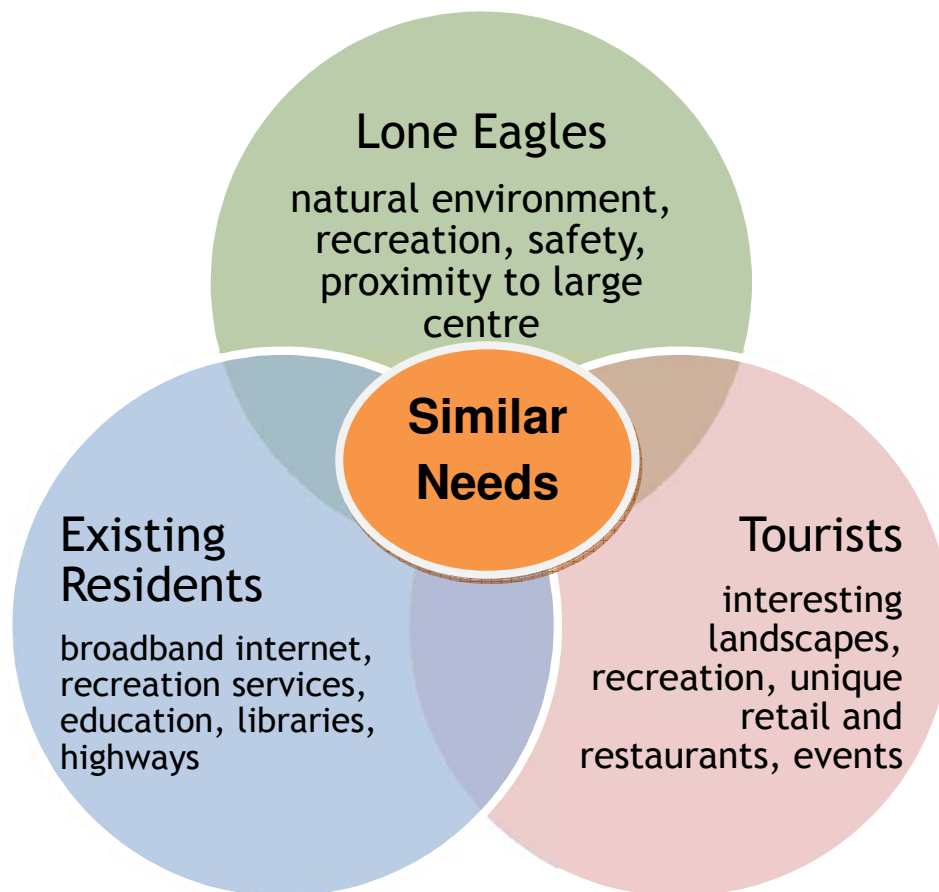 Lone Eagles
natural environment,
recreation, safety,
proximity to large
centre
Similar
Needs
Existing
Residents
broadband internet,
recreation services,
education, libraries,
highways
Tourists
interesting
landscapes,
recreation, unique
retail and
restaurants, events